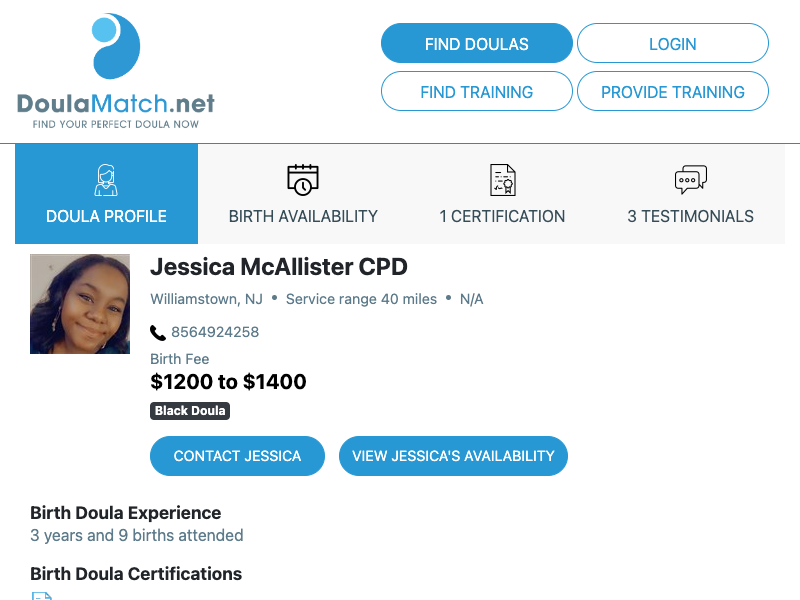 FIND DOULAS
LOGIN
FIND TRAINING
PROVIDE TRAINING
DoulaMatch.net
FIND YOUR PERFECT DOULA NOW
DOULA PROFILE
BIRTH AVAILABILITY
1 CERTIFICATION
3 TESTIMONIALS
Jessica McAllister CPD
Williamstown, NJ • Service range 40 miles • N/A
8564924258
Birth Fee
$1200 to $1400
Black Doula
CONTACT JESSICA
VIEW JESSICA'S AVAILABILITY
Birth Doula Experience
3 years and 9 births attended
Birth Doula Certifications